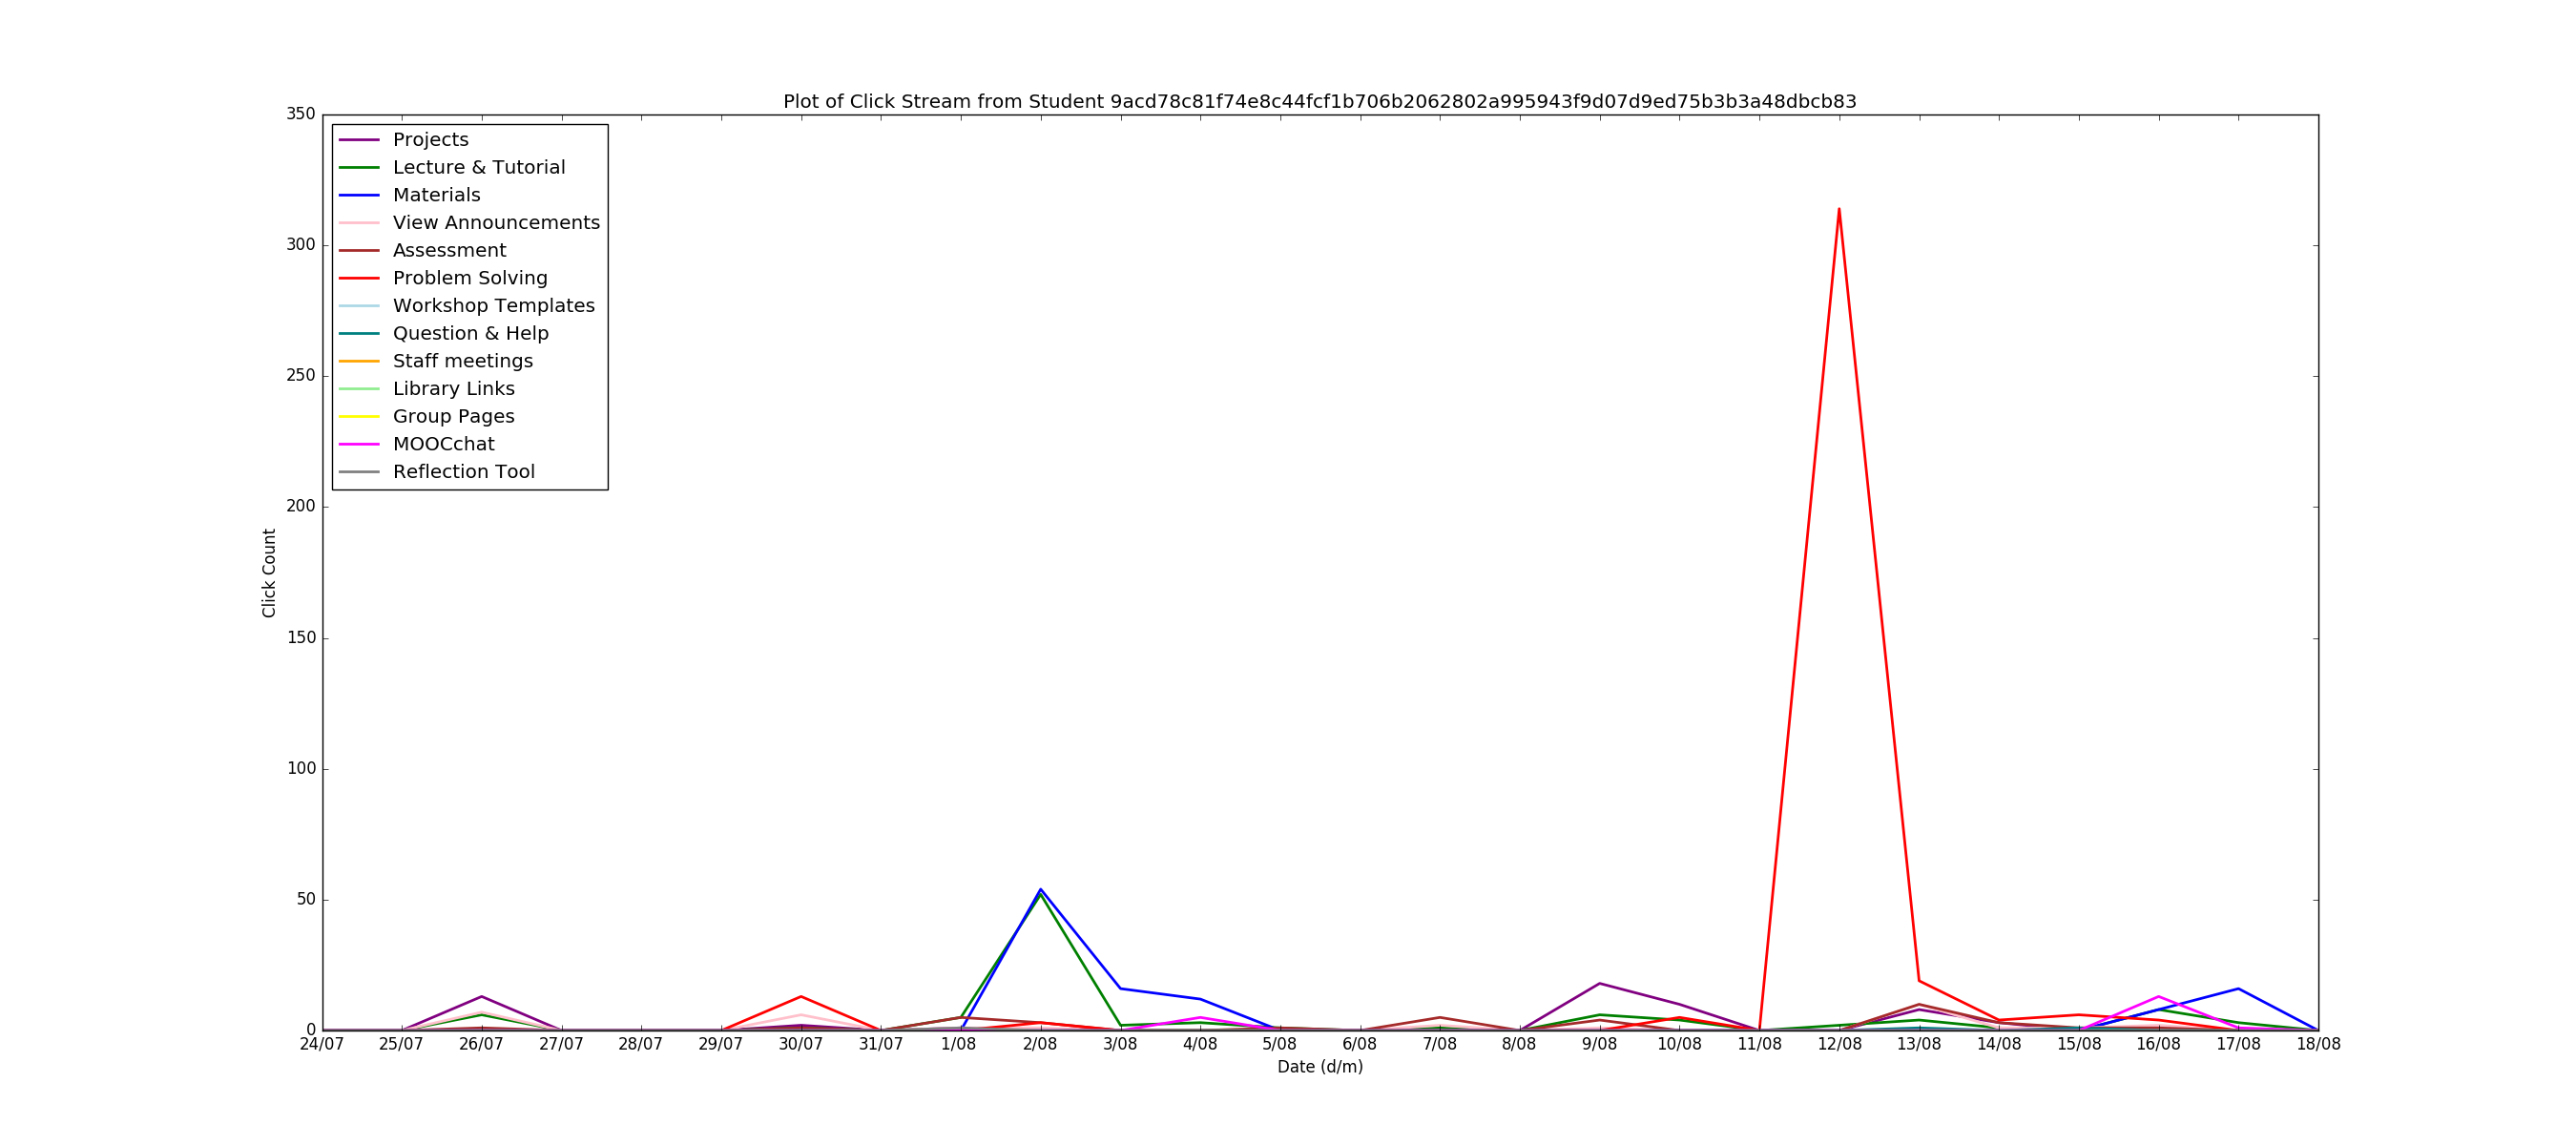 Plot of Click Stream from Student 9acd78c81f74e8c44fcf1b706b2062802a995943f9d07d9ed75b3b3a48dbcb83
350
300
250
200
150
100
50
0
Click Count
Projects
Lecture & Tutorial
Materials
View Announcements
Assessment
Problem Solving
Workshop Templates
Question & Help
Staff meetings
Library Links
Group Pages
MOOCchat
Reflection Tool
24/07 25/07 26/07 27/07 28/07 29/07 30/07 31/07 1/08 2/08 3/08 4/08 5/08 6/08 7/08 8/08 9/08 10/08 11/08 12/08 13/08 14/08 15/08 16/08 17/08 18/08
Date (d/m)